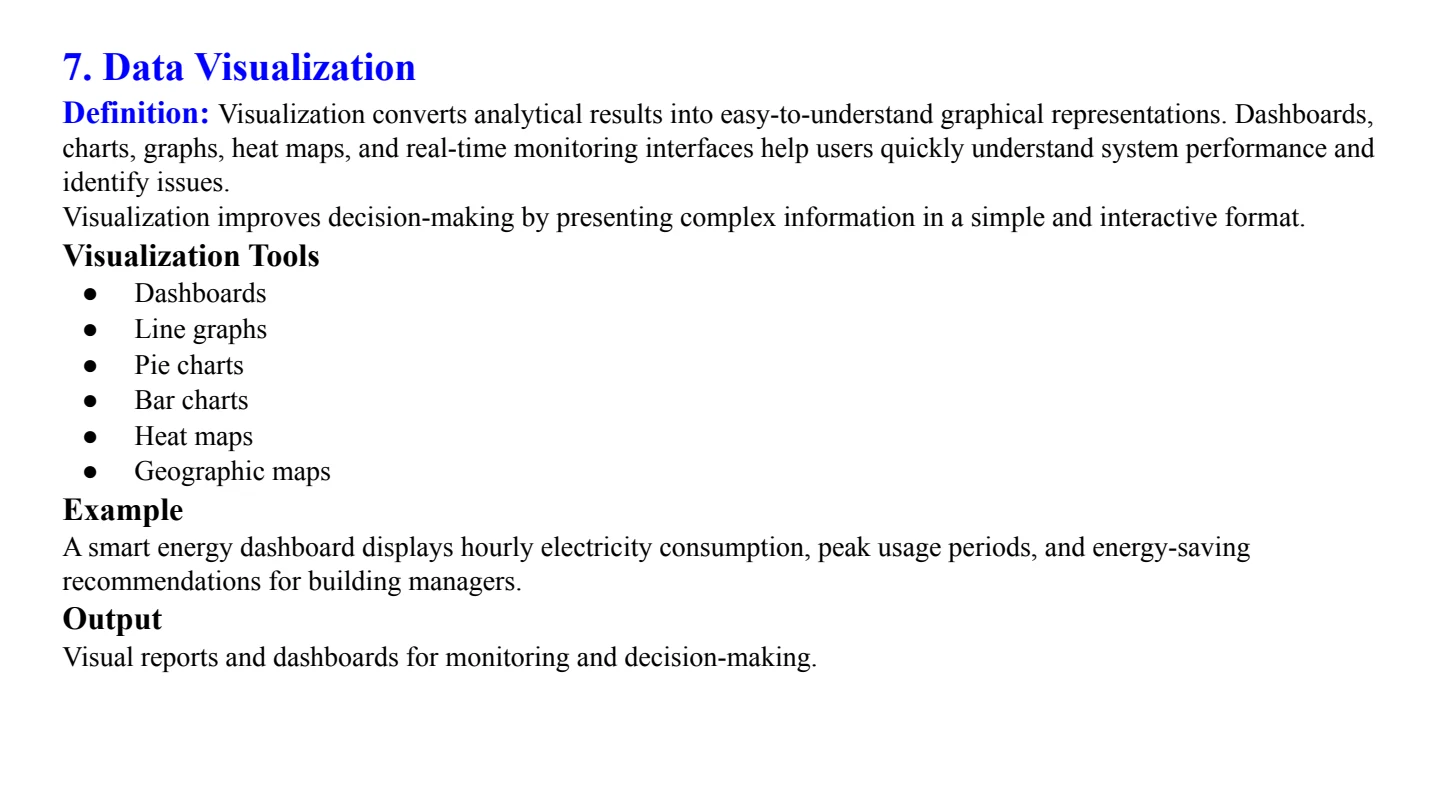 7. Data Visualization
Definition: Visualization converts analytical results into easy-to-understand graphical representations. Dashboards,
charts, graphs, heat maps, and real-time monitoring interfaces help users quickly understand system performance and
identify issues.
Visualization improves decision-making by presenting complex information in a simple and interactive format.
Visualization Tools
● Dashboards
● Line graphs
● Pie charts
● Bar charts
● Heat maps
● Geographic maps
Example
A smart energy dashboard displays hourly electricity consumption, peak usage periods, and energy-saving
recommendations for building managers.
Output
Visual reports and dashboards for monitoring and decision-making.